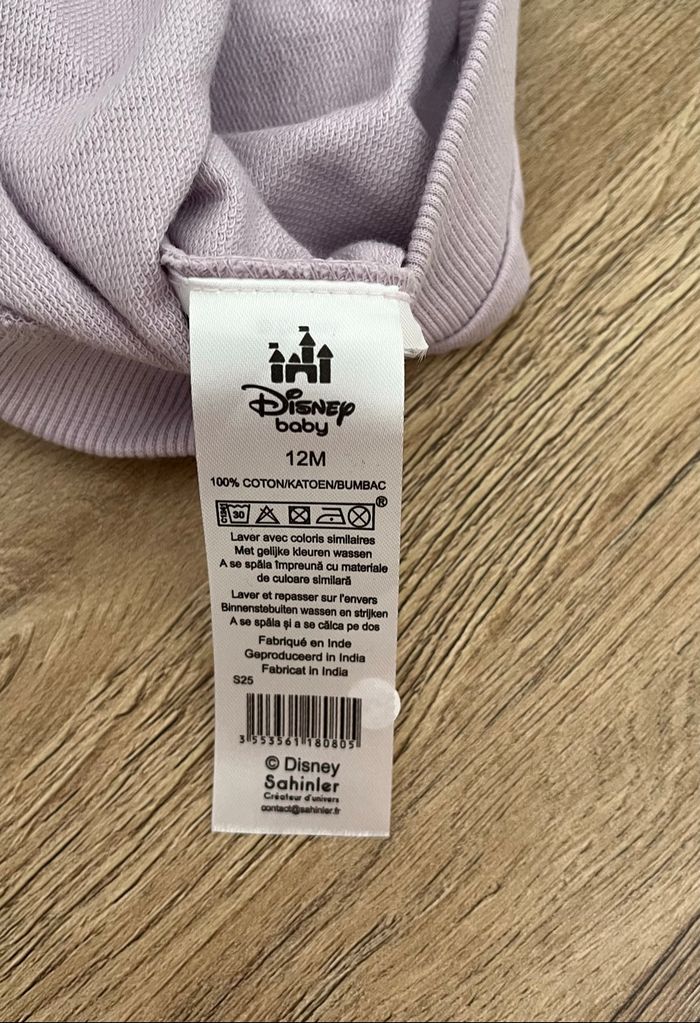 Disney
baby
12M
100% COTON/KATOEN/BUMBAC
30
®
Laver avec coloris similaires
Met gelijke kleuren wassen
A se spăla împreună cu materiale
de culoare similară
Laver et repasser sur l'envers
Binnenstebuiten wassen en strijken
A se spăla și a se călca pe dos
Fabriqué en Inde
Geproduceerd in India
Fabricat in India
S25
3 553561 180805
© Disney
Sahinler
Créateur d'univers
contact@sahinler.fr